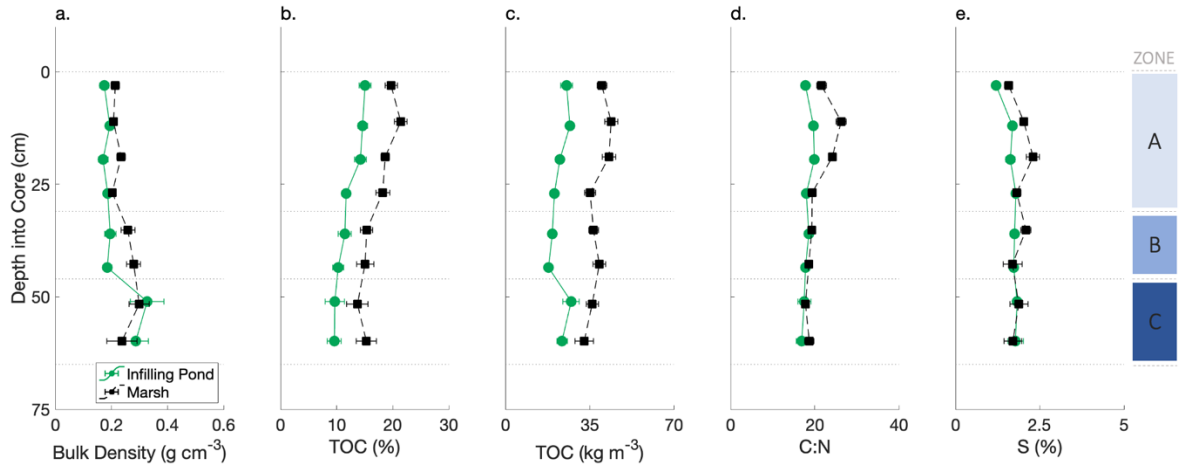 a. b. c. d. e.
ZONE
0
25
50
75
Depth into Core (cm)
A
B
C
Infilling Pond
Marsh
0 0.2 0.4 0.6
0 10 20 30
0 35 70
0 20 40
0 2.5 5
Bulk Density (g cm⁻³)
TOC (%)
TOC (kg m⁻³)
C:N
S (%)